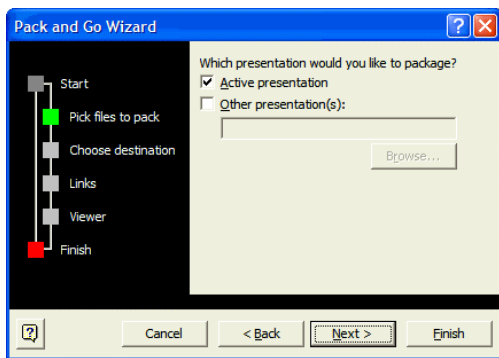 Pack and Go Wizard
Start
Pick files to pack
Choose destination
Links
Viewer
Finish
Which presentation would you like to package?
Active presentation
Other presentation(s):
Browse...
Cancel
< Back
Next >
Finish